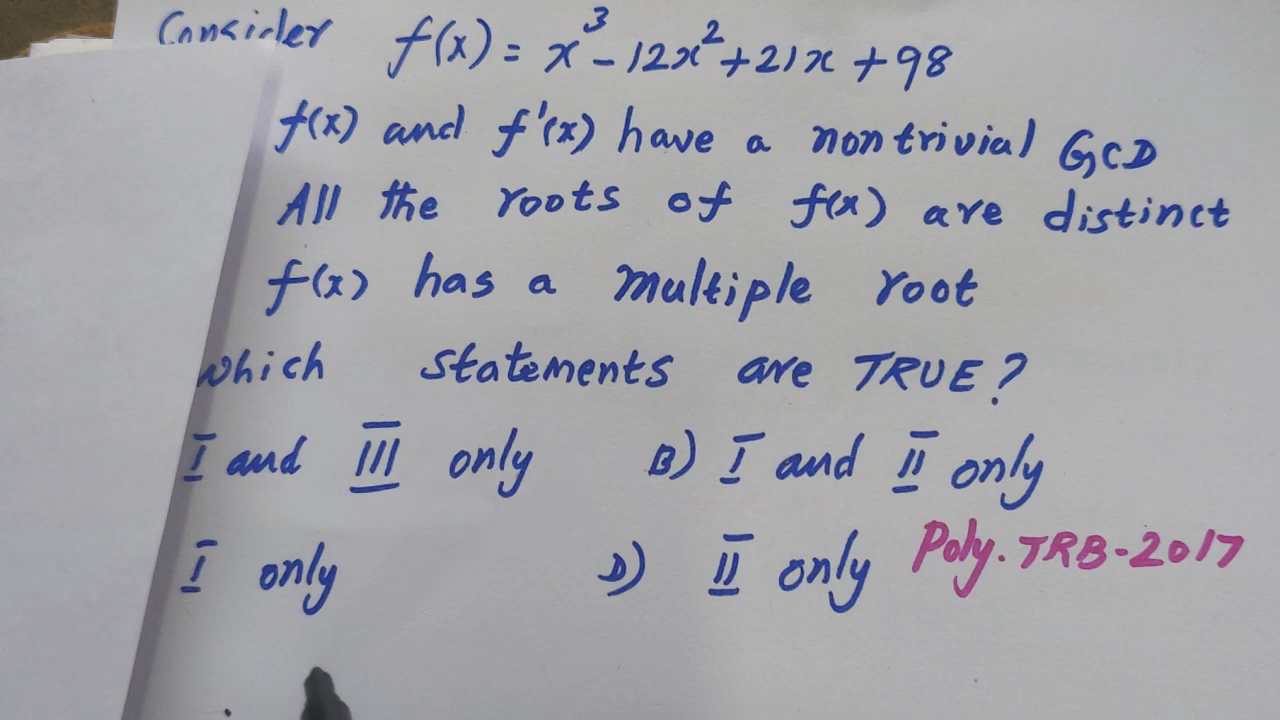 Consider f(x) = x³ - 12x² + 21x + 98
f(x) and f'(x) have a nontrivial GCD
All the roots of f(x) are distinct
f(x) has a multiple root
which statements are TRUE?
I and III only B) I and II only
I only D) II only Poly. TRB-2017